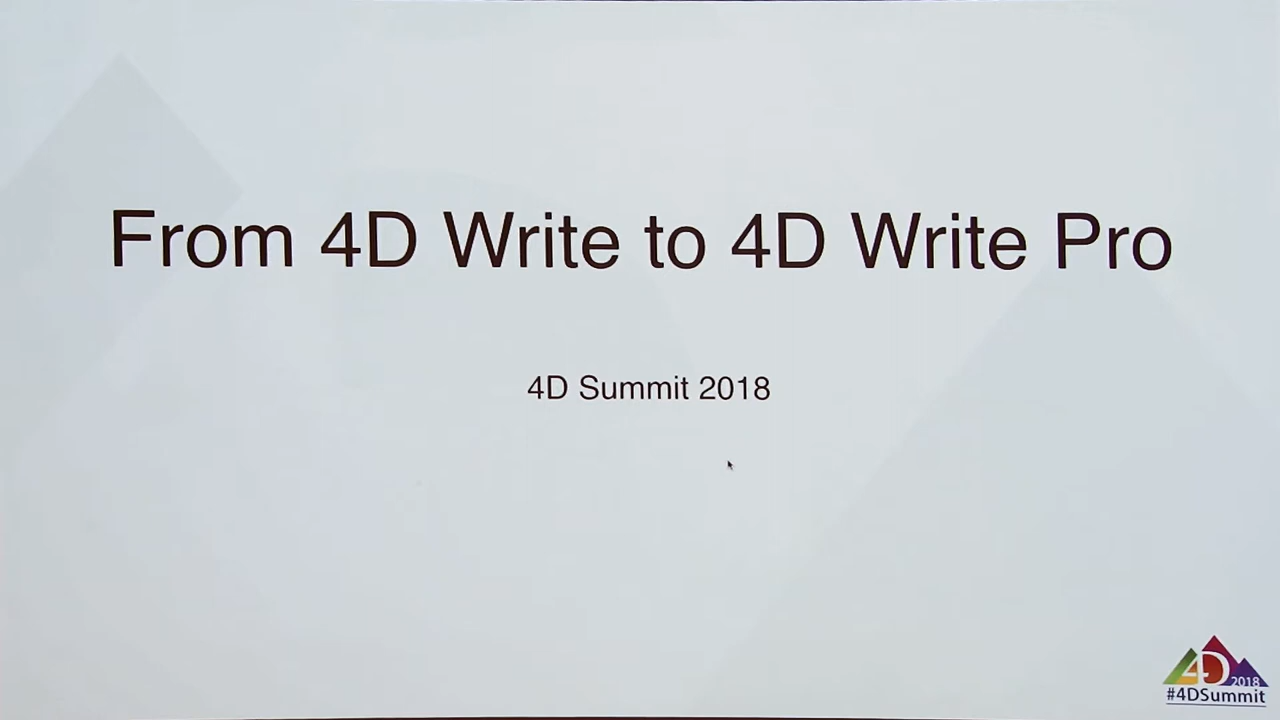 From 4D Write to 4D Write Pro
4D Summit 2018
4D
2018
#4DSummit